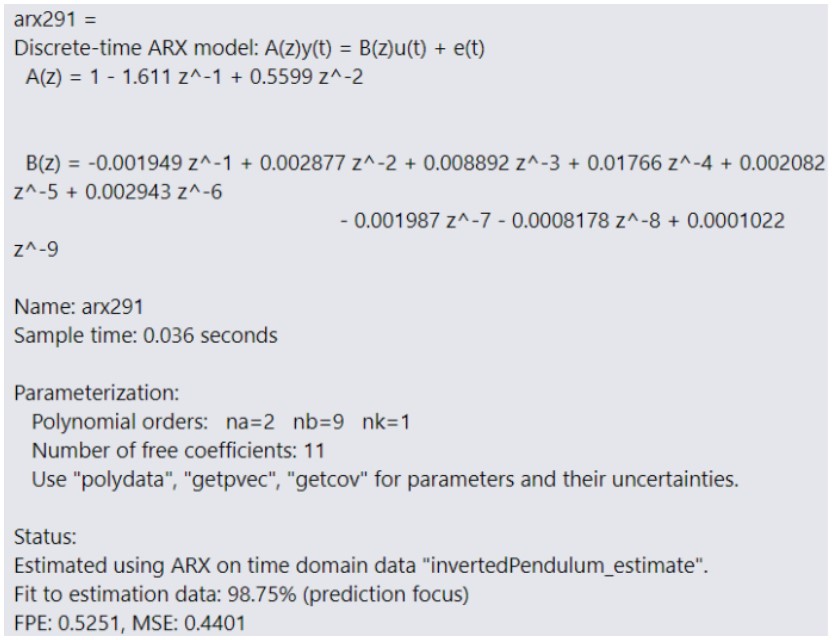 arx291 =
Discrete-time ARX model: A(z)y(t) = B(z)u(t) + e(t)
A(z) = 1 - 1.611 z^-1 + 0.5599 z^-2
B(z) = -0.001949 z^-1 + 0.002877 z^-2 + 0.008892 z^-3 + 0.01766 z^-4 + 0.002082
z^-5 + 0.002943 z^-6
- 0.001987 z^-7 - 0.0008178 z^-8 + 0.0001022
z^-9
Name: arx291
Sample time: 0.036 seconds
Parameterization:
Polynomial orders: na=2 nb=9 nk=1
Number of free coefficients: 11
Use "polydata", "getpvec", "getcov" for parameters and their uncertainties.
Status:
Estimated using ARX on time domain data "invertedPendulum_estimate".
Fit to estimation data: 98.75% (prediction focus)
FPE: 0.5251, MSE: 0.4401